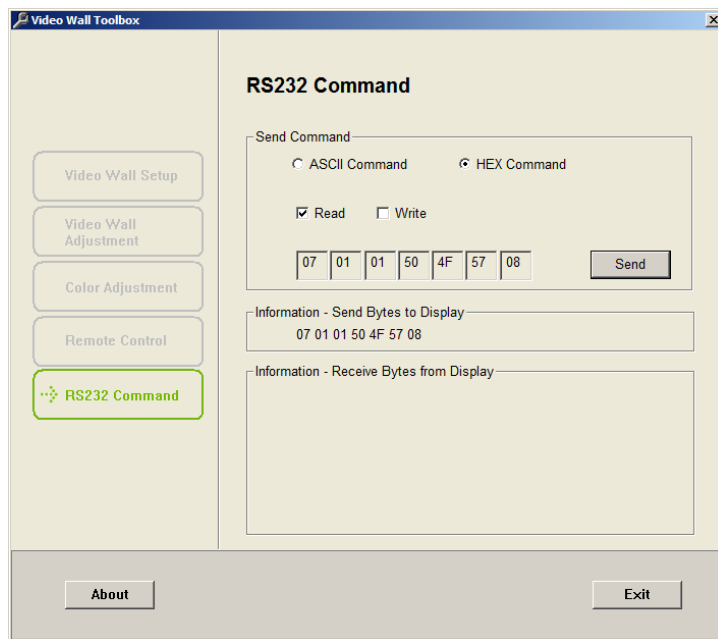 Video Wall Toolbox
Video Wall Setup
Video Wall
Adjustment
Color Adjustment
Remote Control
RS232 Command
RS232 Command
Send Command
ASCII Command HEX Command
Read Write
07 01 01 50 4F 57 08 Send
Information - Send Bytes to Display
07 01 01 50 4F 57 08
Information - Receive Bytes from Display
About Exit